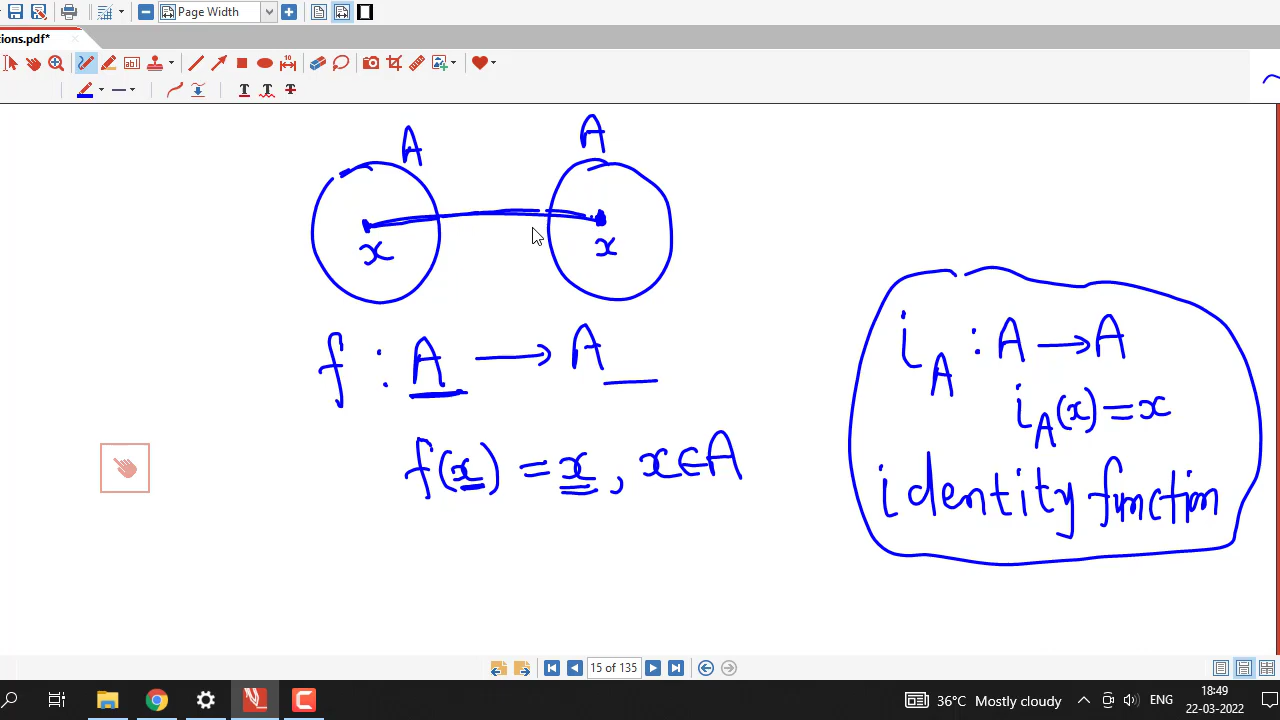 Page Width
tions.pdf*
A A
x x
f : A → A
f(x) = x, x∈A
i_A : A → A
i_A(x) = x
identity function
15 of 135
36°C Mostly cloudy ENG 18:49
22-03-2022